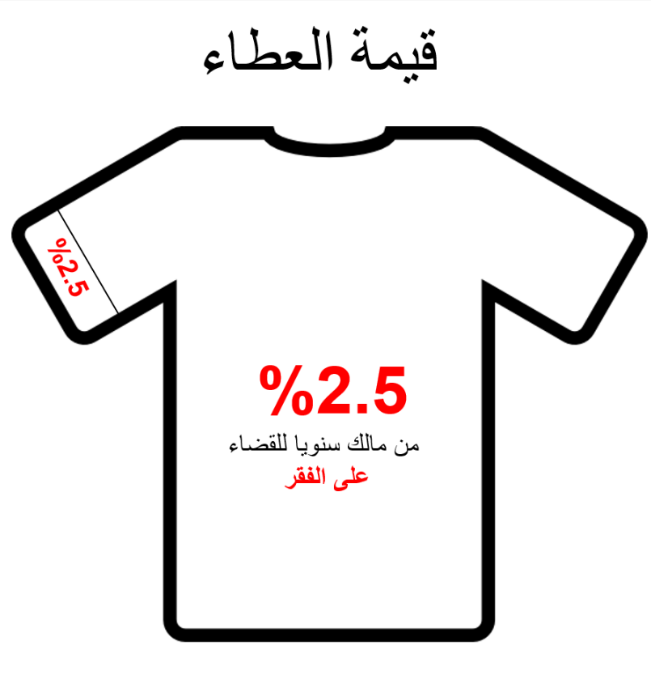 قيمة العطاء
%2.5
%2.5
من مالك سنويا للقضاء
على الفقر